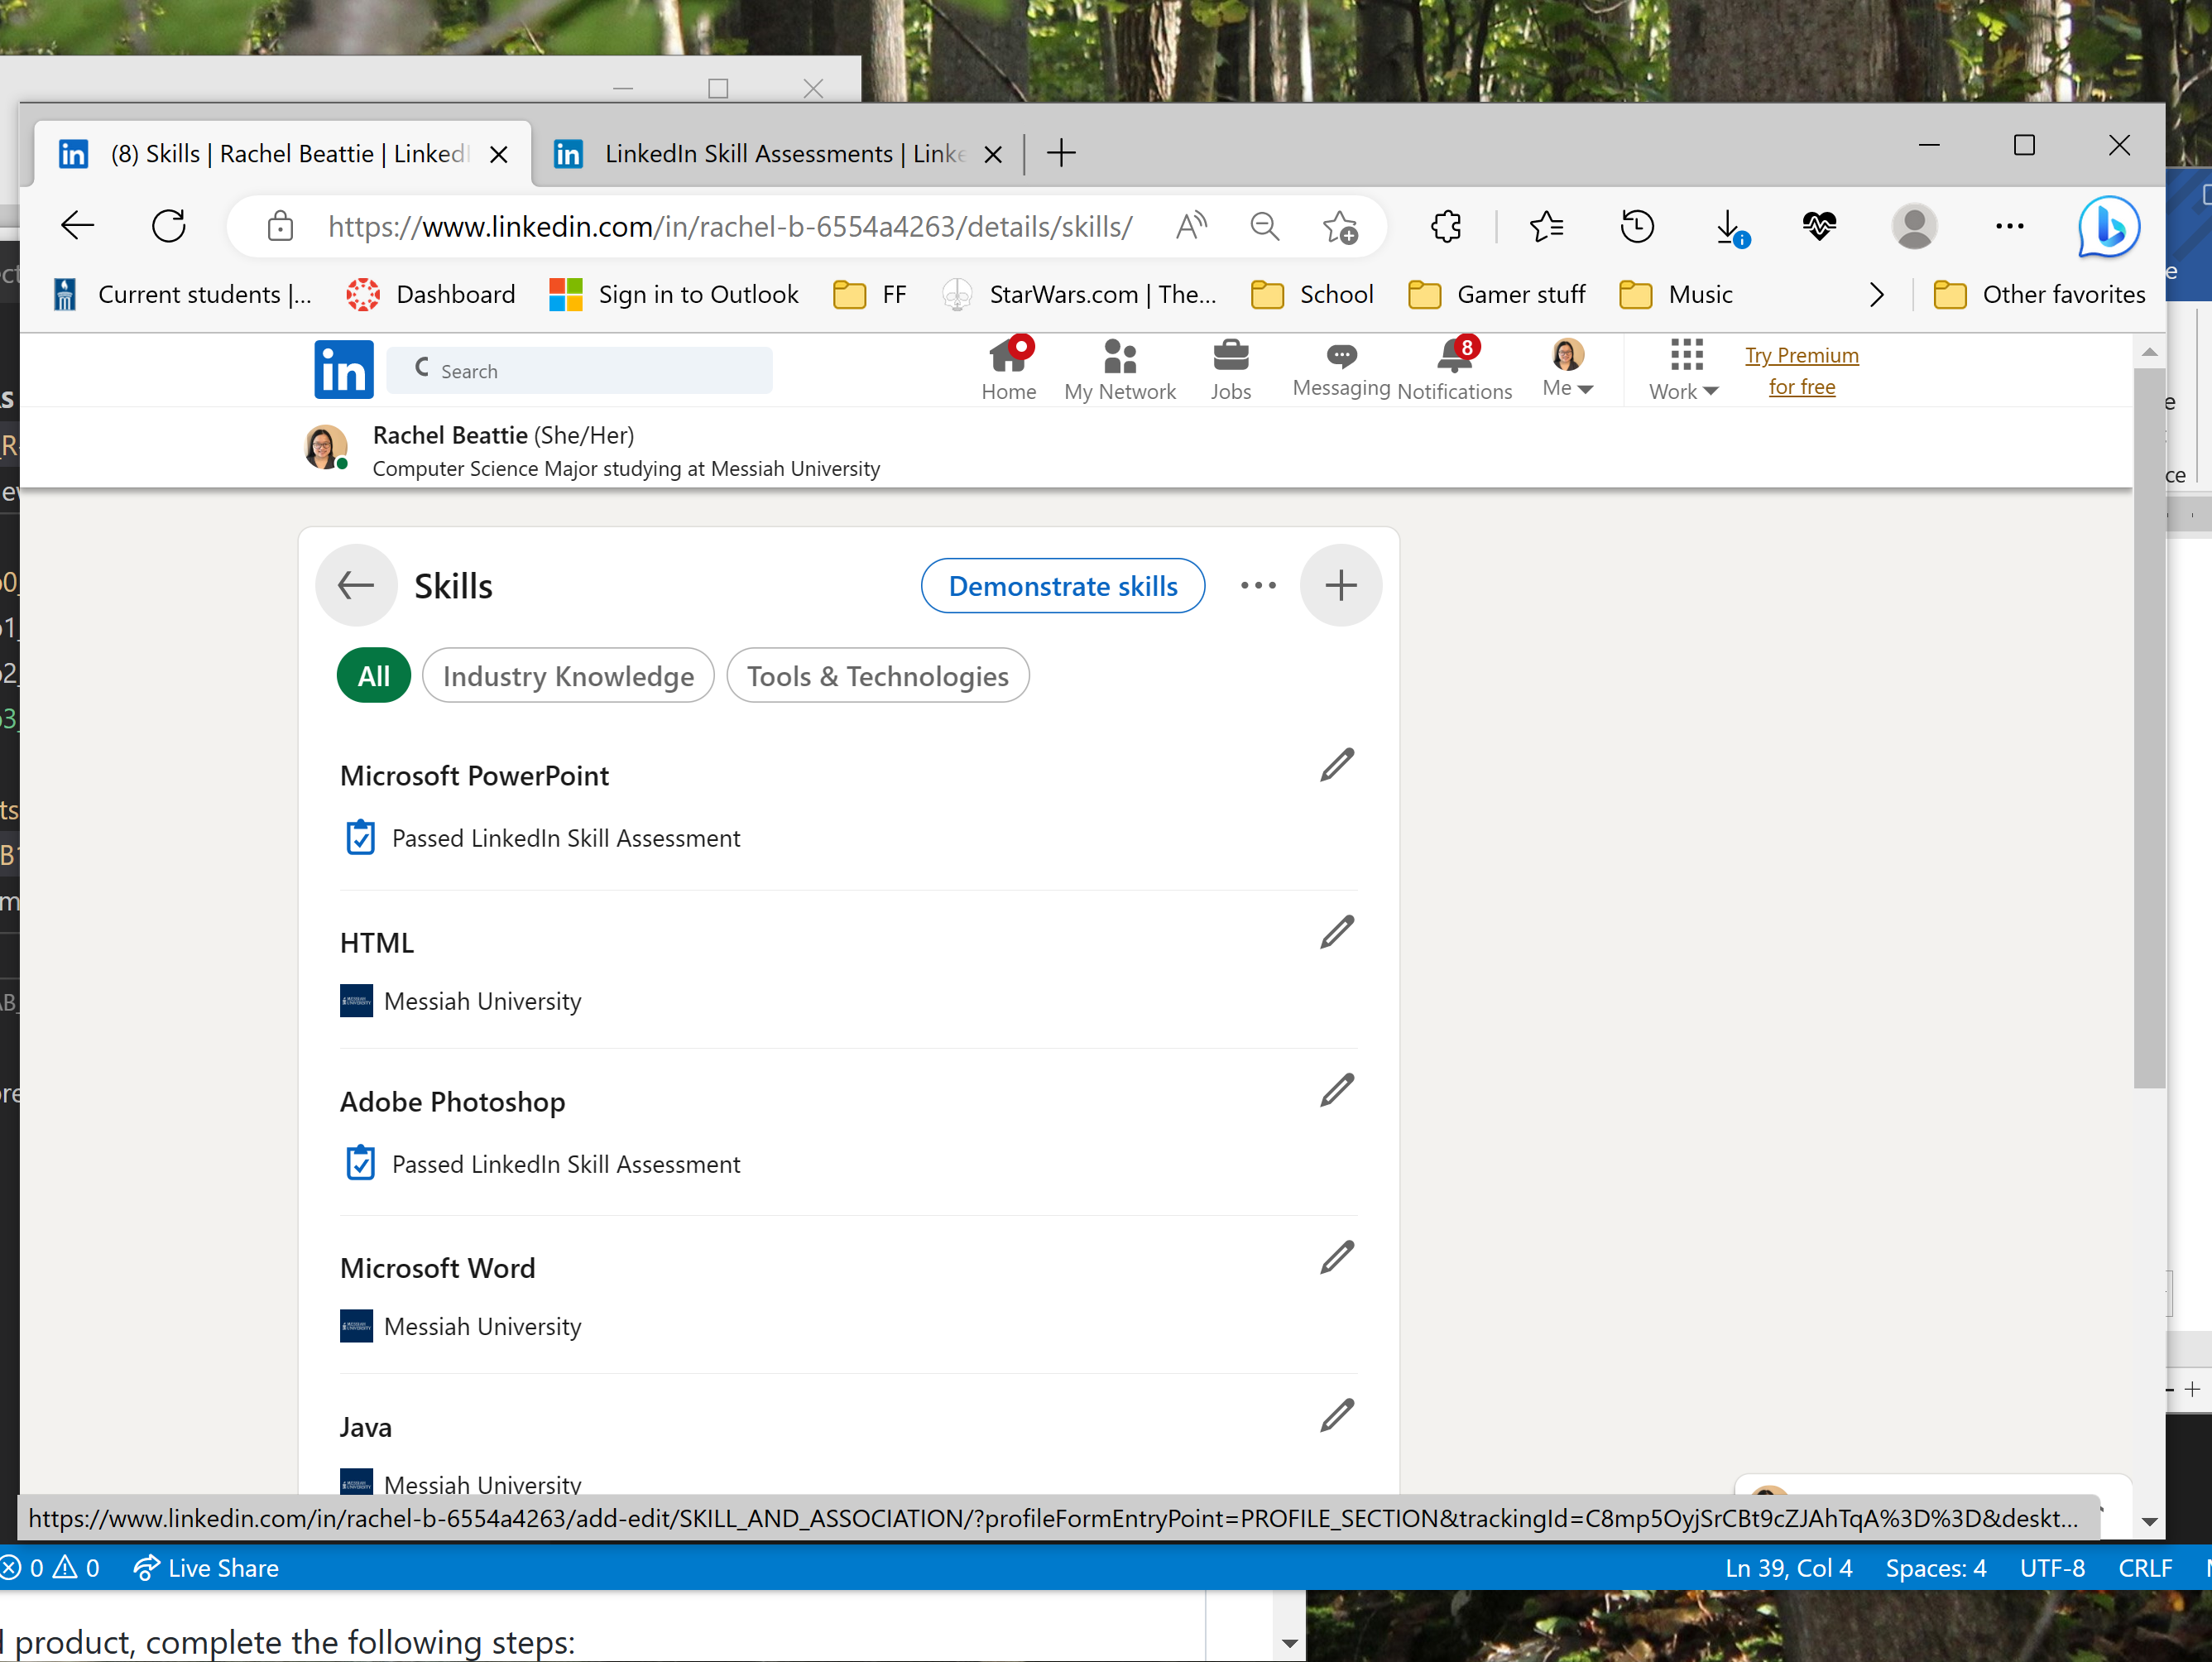 (8) Skills | Rachel Beattie | Linked
LinkedIn Skill Assessments | Linke
https://www.linkedin.com/in/rachel-b-6554a4263/details/skills/
Current students |...
Dashboard
Sign in to Outlook
FF
StarWars.com | The...
School
Gamer stuff
Music
Other favorites
in
Search
Home
My Network
Jobs
Messaging
8
Notifications
Me
Work
Try Premium
for free
Rachel Beattie (She/Her)
Computer Science Major studying at Messiah University
Skills
Demonstrate skills
All
Industry Knowledge
Tools & Technologies
Microsoft PowerPoint
Passed LinkedIn Skill Assessment
HTML
Messiah University
Adobe Photoshop
Passed LinkedIn Skill Assessment
Microsoft Word
Messiah University
Java
Messiah University
https://www.linkedin.com/in/rachel-b-6554a4263/add-edit/SKILL_AND_ASSOCIATION/?profileFormEntryPoint=PROFILE_SECTION&trackingId=C8mp5OyjSrCBt9cZJAhTqA%3D%3D&deskt...
0 0 Live Share
Ln 39, Col 4 Spaces: 4 UTF-8 CRLF
product, complete the following steps: